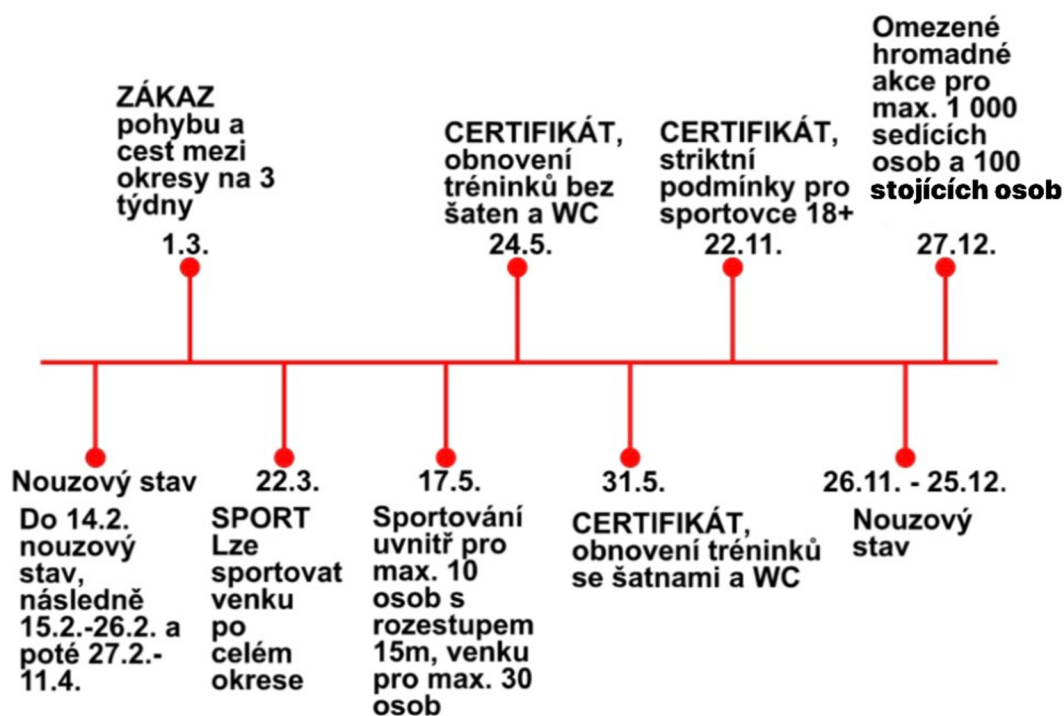 ZÁKAZ
pohybu a
cest mezi
okresy na 3
týdny
1.3.
CERTIFIKÁT,
obnovení
tréninků bez
šaten a WC
24.5.
CERTIFIKÁT,
striktní
podmínky pro
sportovce 18+
22.11.
Omezené
hromadné
akce pro
max. 1 000
sedících
osob a 100
stojících osob
27.12.
Nouzový stav
Do 14.2.
nouzový
stav,
následně
15.2.-26.2. a
poté 27.2.-
11.4.
22.3.
SPORT
Lze
sportovat
venku
po
celém
okrese
17.5.
Sportování
uvnitř pro
max. 10
osob s
rozestupem
15m, venku
pro max. 30
osob
31.5.
CERTIFIKÁT,
obnovení tréninků
se šatnami a WC
26.11. - 25.12.
Nouzový
stav